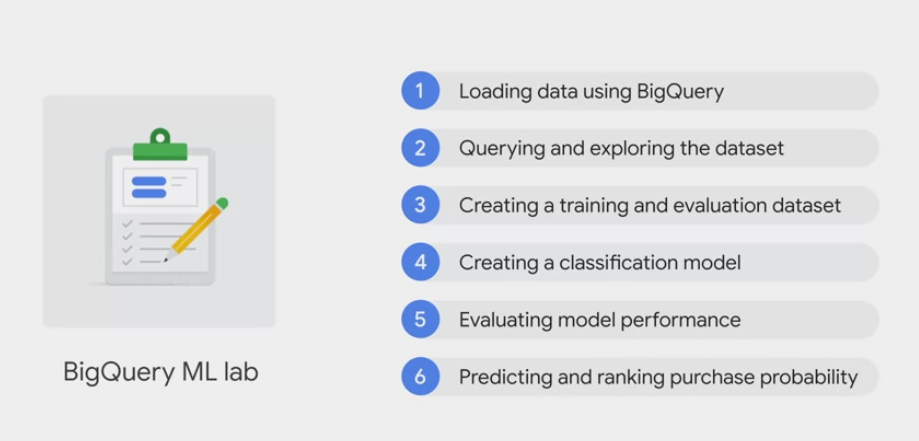 1 Loading data using BigQuery
2 Querying and exploring the dataset
3 Creating a training and evaluation dataset
4 Creating a classification model
5 Evaluating model performance
6 Predicting and ranking purchase probability
BigQuery ML lab